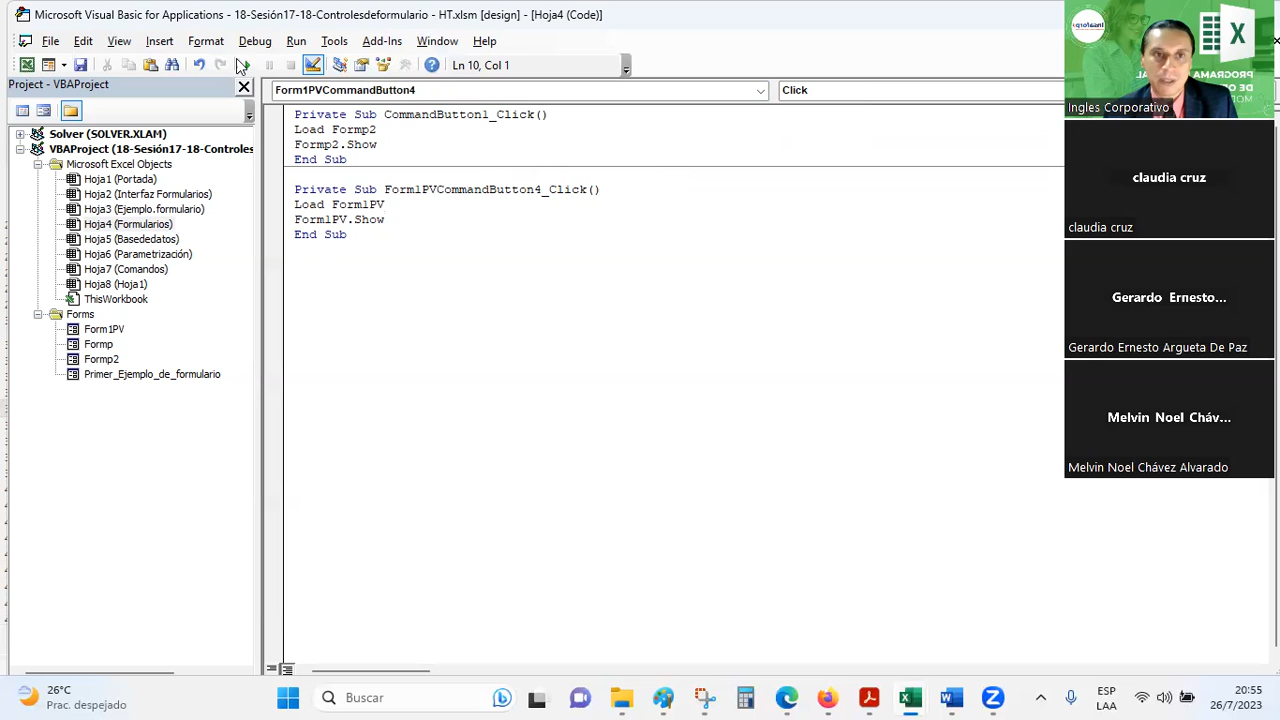 Microsoft Visual Basic for Applications - 18-Sesión17-18-Controlesdeformulario - HT.xlsm [design] - [Hoja4 (Code)]
File Edit View Insert Format Debug Run Tools Add-Ins Window Help
Ln 10, Col 1
Project - VBAProject
Form1PVCommandButton4
Click
Solver (SOLVER.XLAM)
VBAProject (18-Sesión17-18-Controles
Microsoft Excel Objects
Hoja1 (Portada)
Hoja2 (Interfaz Formularios)
Hoja3 (Ejemplo.formulario)
Hoja4 (Formularios)
Hoja5 (Basededatos)
Hoja6 (Parametrización)
Hoja7 (Comandos)
Hoja8 (Hoja1)
ThisWorkbook
Forms
Form1PV
Formp
Formp2
Primer_Ejemplo_de_formulario
Private Sub CommandButton1_Click()
Load Formp2
Formp2.Show
End Sub
Private Sub Form1PVCommandButton4_Click()
Load Form1PV
Form1PV.Show
End Sub
PROGRAMA
Ingles Corporativo
claudia cruz
claudia cruz
Gerardo Ernesto...
Gerardo Ernesto Argueta De Paz
Melvin Noel Cháv...
Melvin Noel Chávez Alvarado
26°C
Prac. despejado
Buscar
ESP
LAA
20:55
26/7/2023